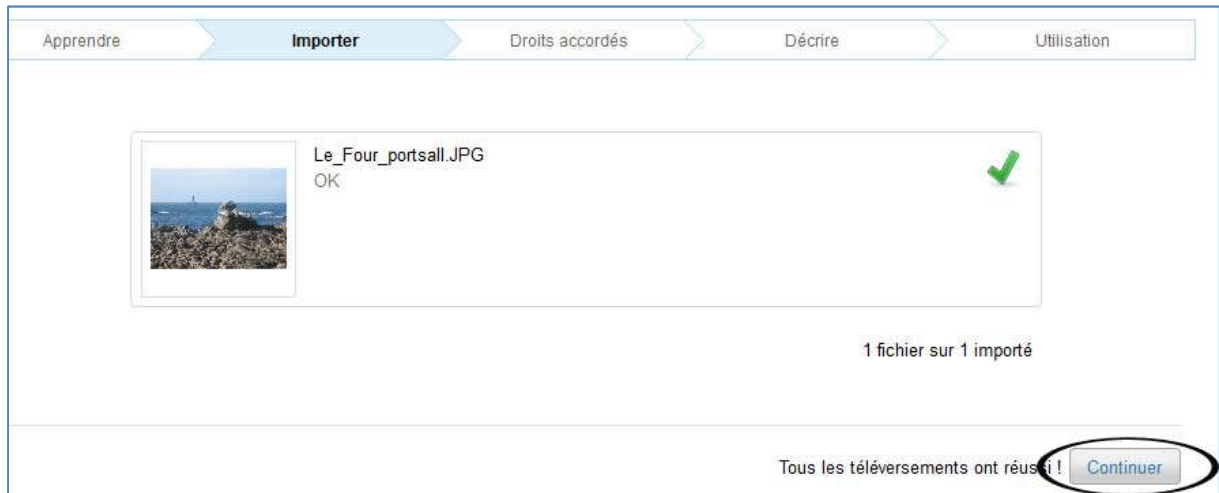 Apprendre Importer Droits accordés Décrire Utilisation
Le_Four_portsall.JPG
OK
1 fichier sur 1 importé
Tous les téléversements ont réussi ! Continuer